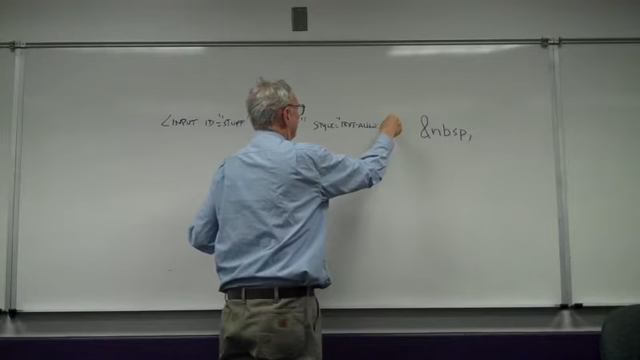 <INPUT ID="STUFF " STYLE="TEXT-ALIGN &nbsp;